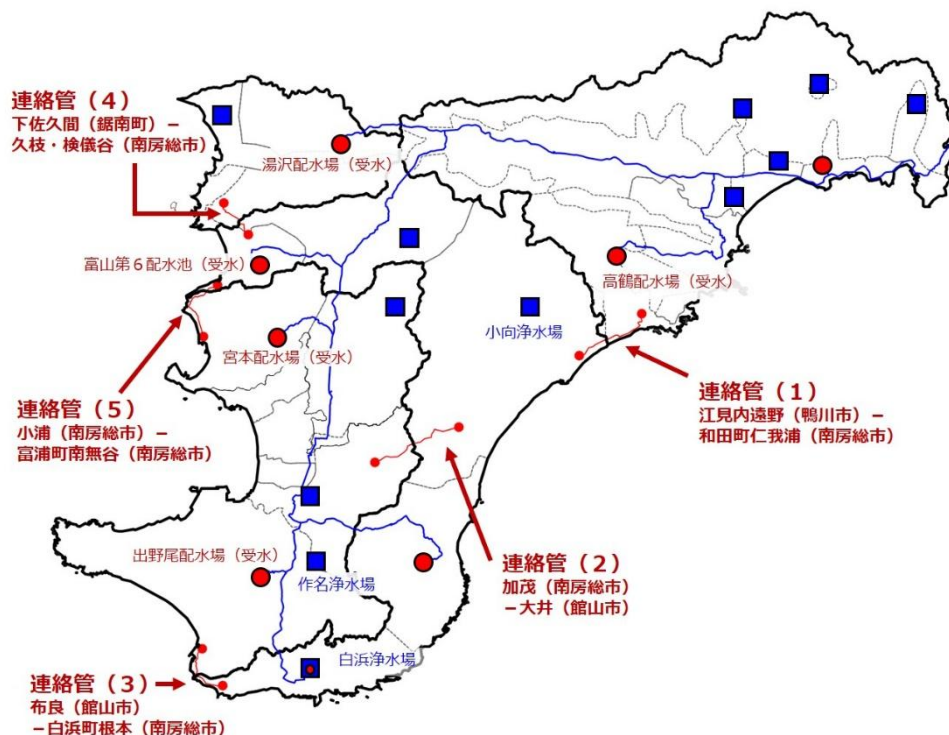 連絡管（４）
下佐久間（鋸南町）－
久枝・検儀谷（南房総市）
湯沢配水場（受水）
富山第６配水池（受水）
高鶴配水場（受水）
小向浄水場
宮本配水場（受水）
連絡管（１）
江見内遠野（鴨川市）－
和田町仁我浦（南房総市）
連絡管（５）
小浦（南房総市）－
富浦町南無谷（南房総市）
出野尾配水場（受水）
作名浄水場
連絡管（２）
加茂（南房総市）
－大井（館山市）
白浜浄水場
連絡管（３）
布良（館山市）
－白浜町根本（南房総市）